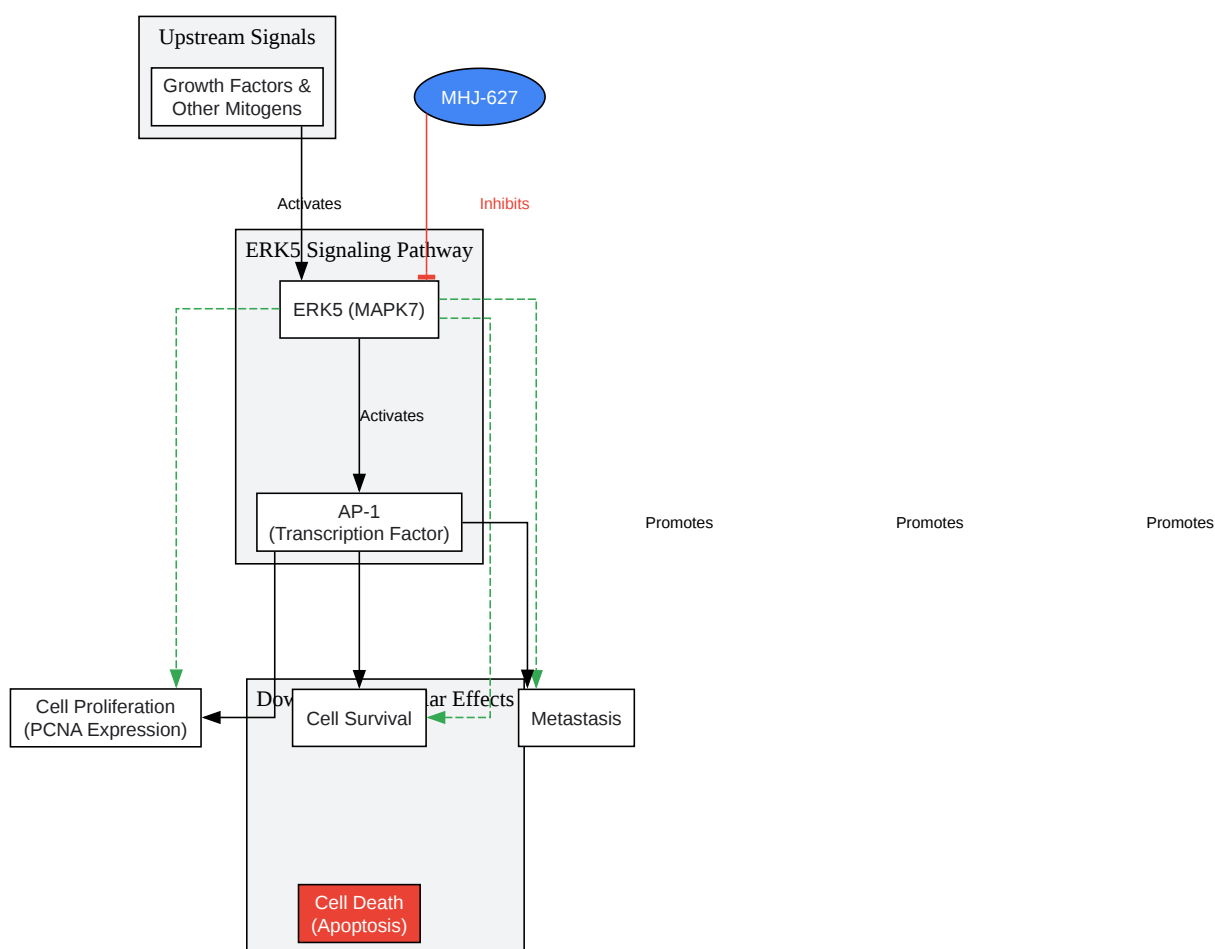 Upstream Signals
Growth Factors &
Other Mitogens
MHJ-627
Activates
Inhibits
ERK5 Signaling Pathway
ERK5 (MAPK7)
Activates
AP-1
(Transcription Factor)
Promotes
Promotes
Promotes
Effects
Cell Proliferation
(PCNA Expression)
Cell Survival
Metastasis
Cell Death
(Apoptosis)